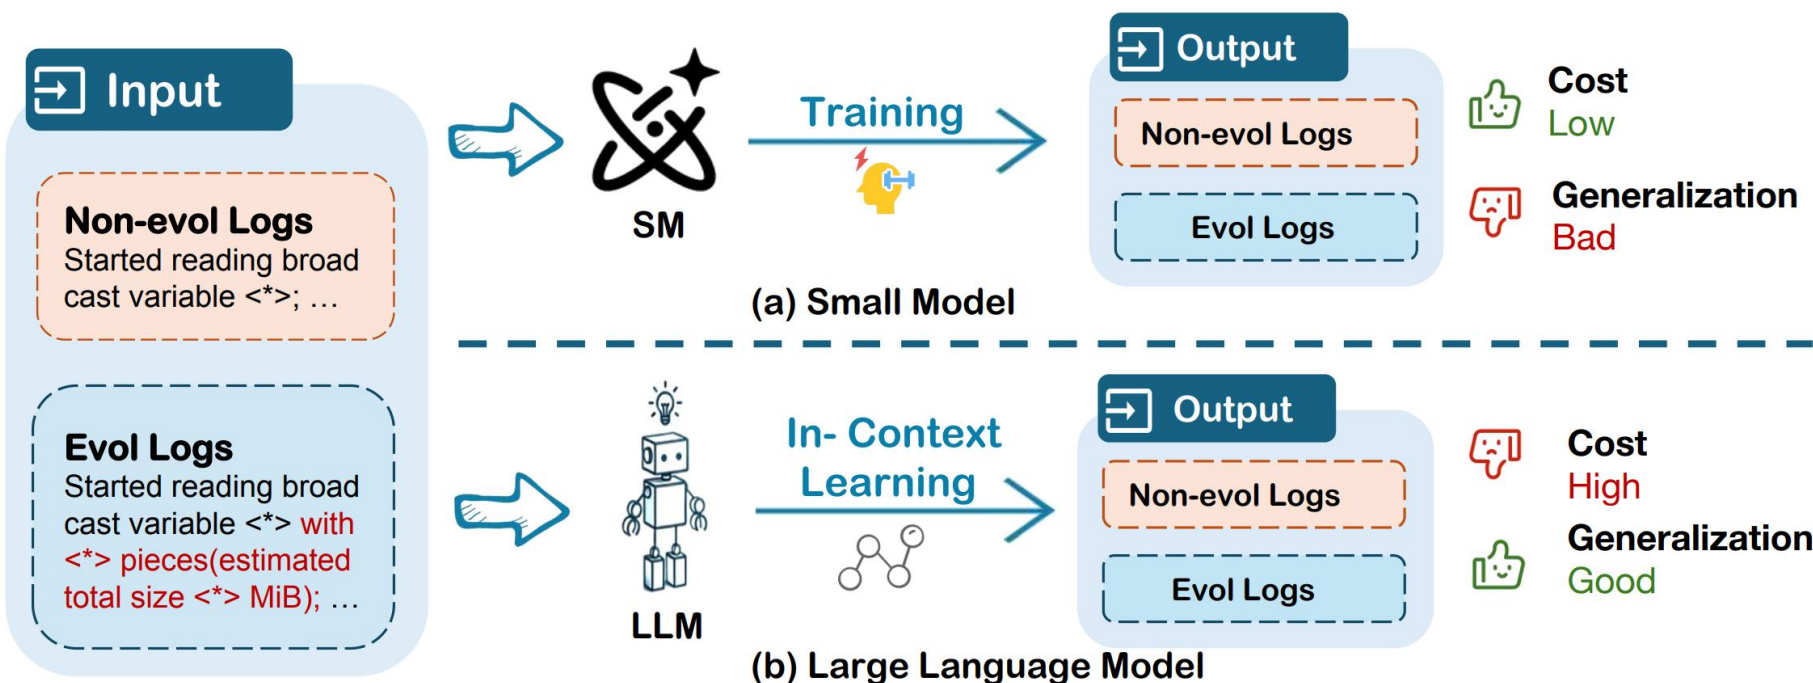 Input
Non-evol Logs
Started reading broad
cast variable <*>; …
Evol Logs
Started reading broad
cast variable <*> with
<*> pieces(estimated
total size <*> MiB); …
SM
Training
Output
Non-evol Logs
Evol Logs
Cost
Low
Generalization
Bad
(a) Small Model
LLM
In- Context
Learning
Output
Non-evol Logs
Evol Logs
Cost
High
Generalization
Good
(b) Large Language Model